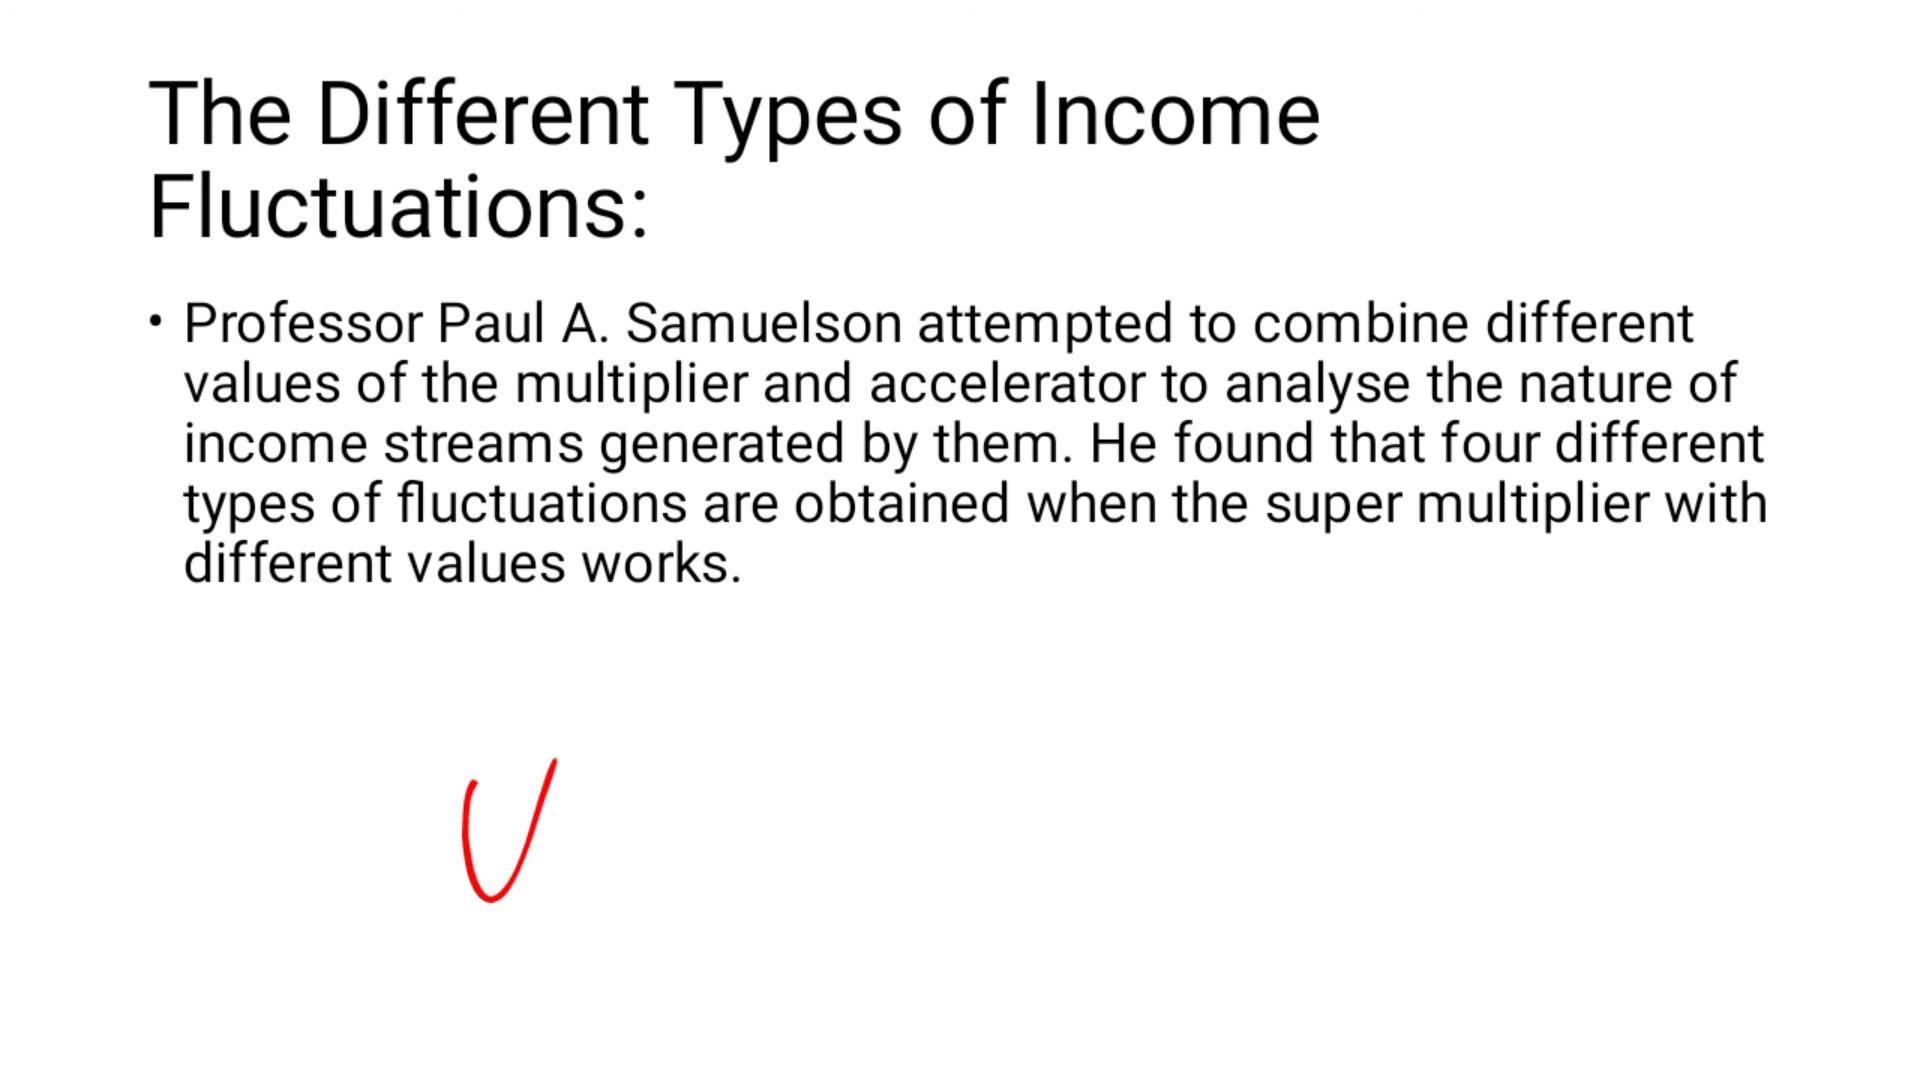 The Different Types of Income
Fluctuations:
• Professor Paul A. Samuelson attempted to combine different
values of the multiplier and accelerator to analyse the nature of
income streams generated by them. He found that four different
types of fluctuations are obtained when the super multiplier with
different values works.